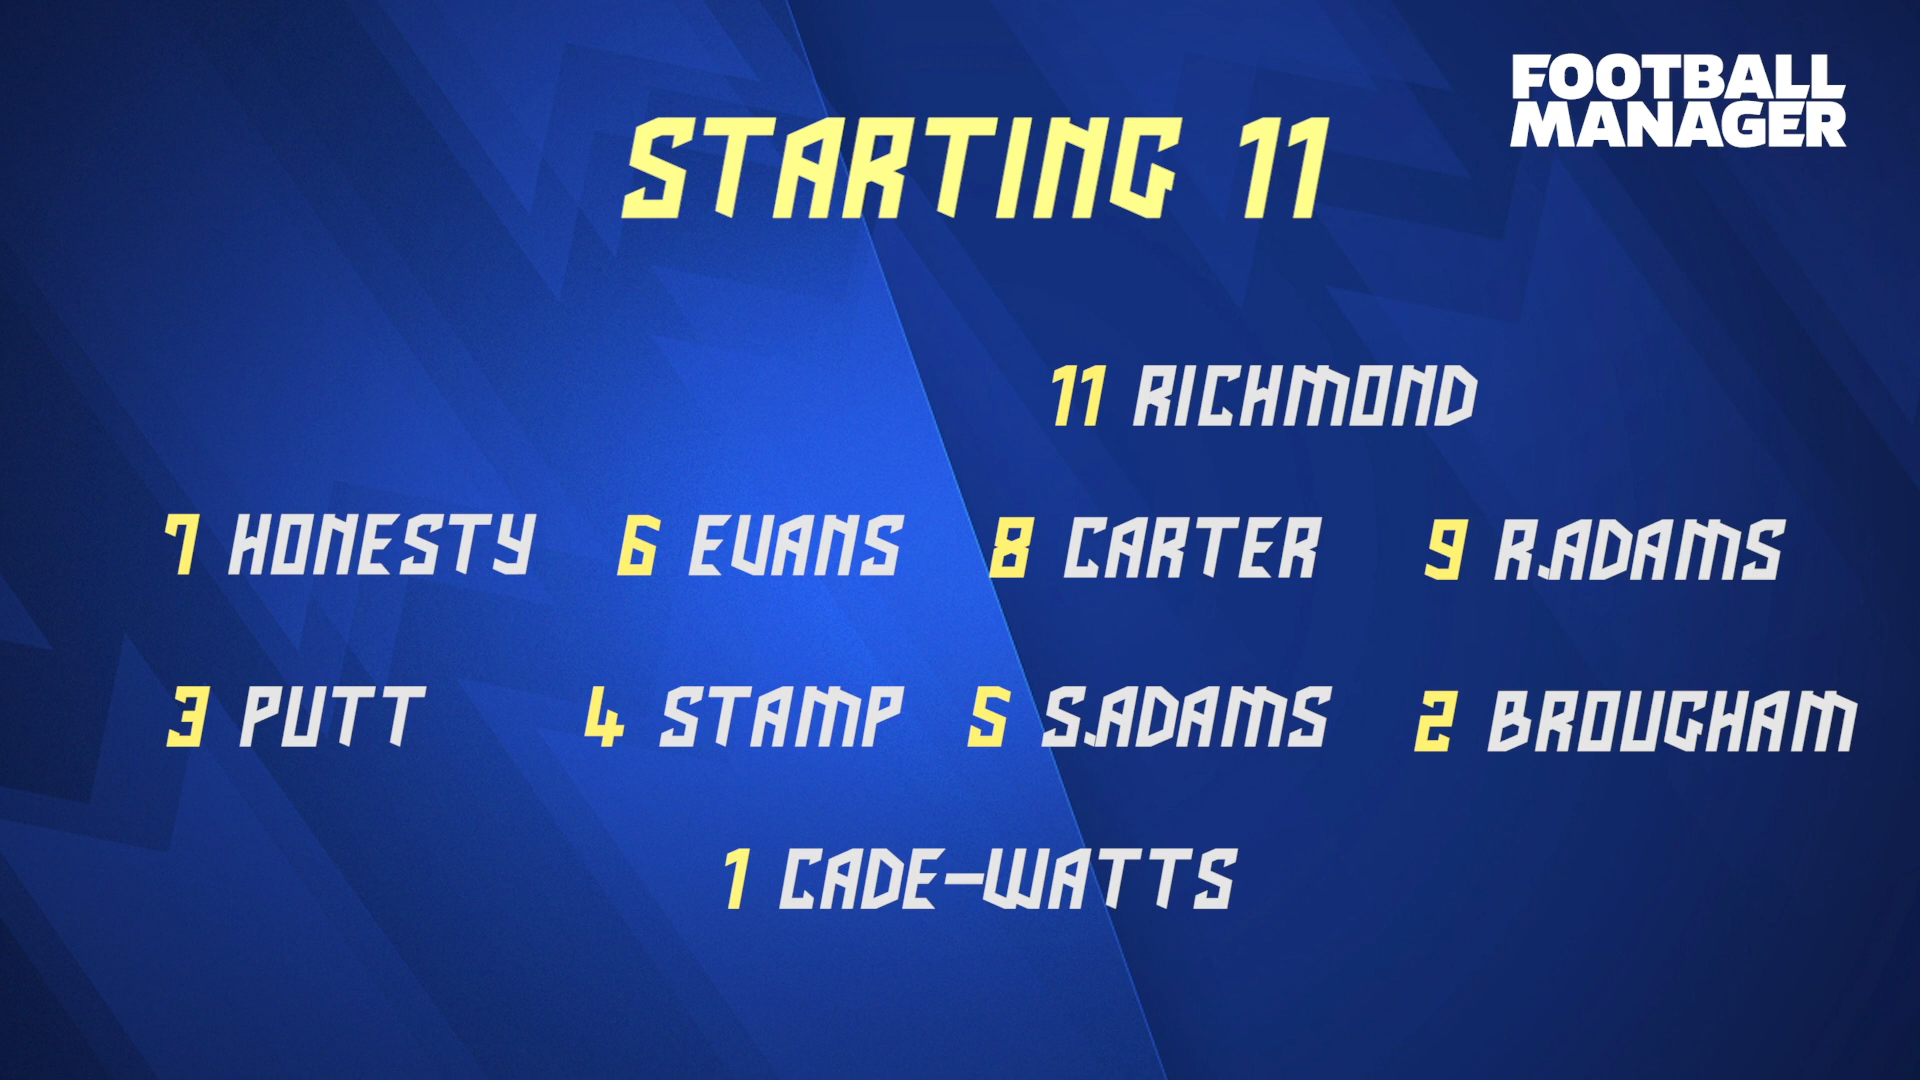 FOOTBALL
MANAGER
STARTING 11
11 RICHMOND
7 HONESTY 6 EVANS 8 CARTER 9 R.ADAMS
3 PUTT 4 STAMP 5 S.ADAMS 2 BROUGHAM
1 CADE-WATTS